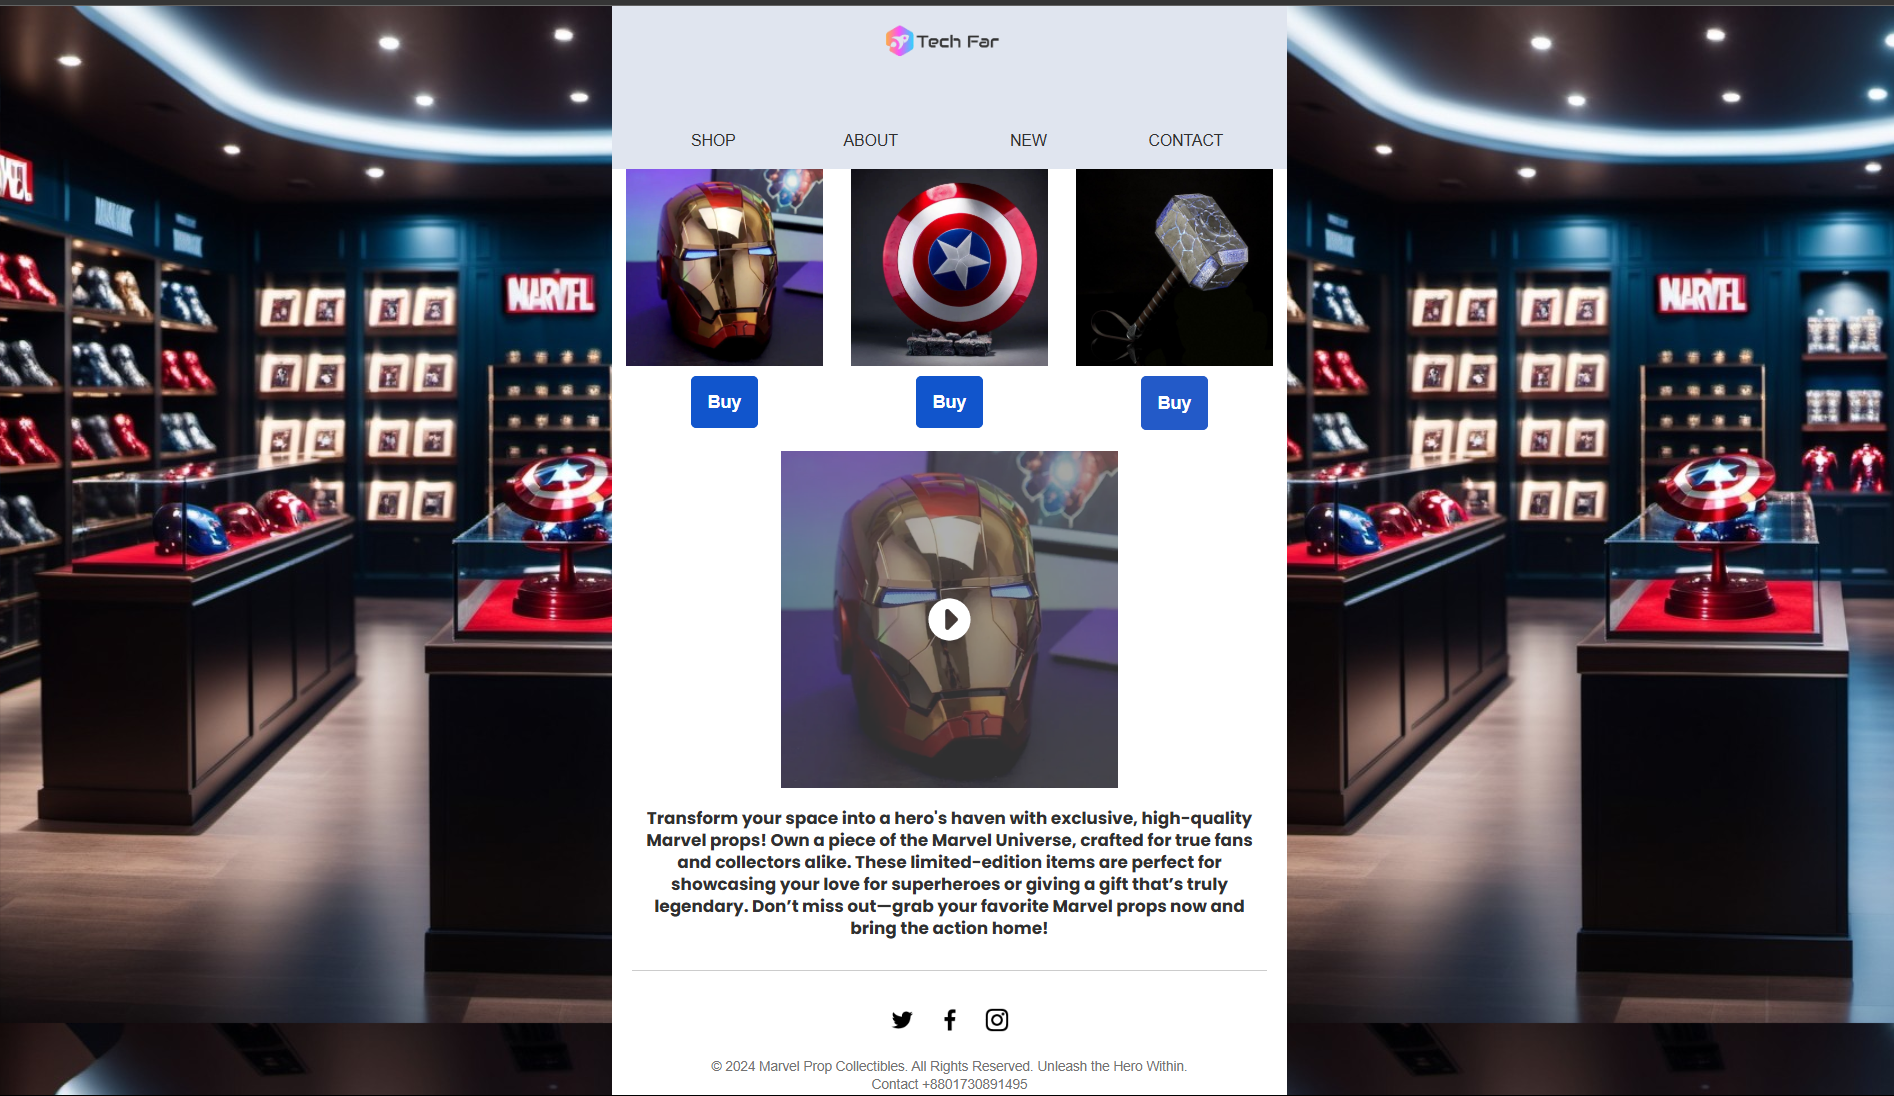 Tech Far
SHOP ABOUT NEW CONTACT
MARVEL
MARVEL
Buy Buy Buy
Transform your space into a hero's haven with exclusive, high-quality
Marvel props! Own a piece of the Marvel Universe, crafted for true fans
and collectors alike. These limited-edition items are perfect for
showcasing your love for superheroes or giving a gift that’s truly
legendary. Don’t miss out—grab your favorite Marvel props now and
bring the action home!
© 2024 Marvel Prop Collectibles. All Rights Reserved. Unleash the Hero Within.
Contact +8801730891495